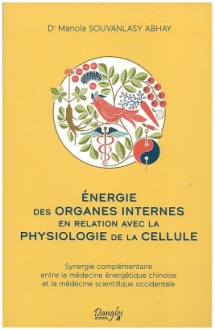 Dr Manola SOUVANLASY ABHAY
ÉNERGIE
DES ORGANES INTERNES
EN RELATION AVEC LA
PHYSIOLOGIE DE LA CELLULE
Synergie complémentaire
entre la médecine énergétique chinoise
et la médecine scientifique occidentale
Dangles
ÉDITIONS